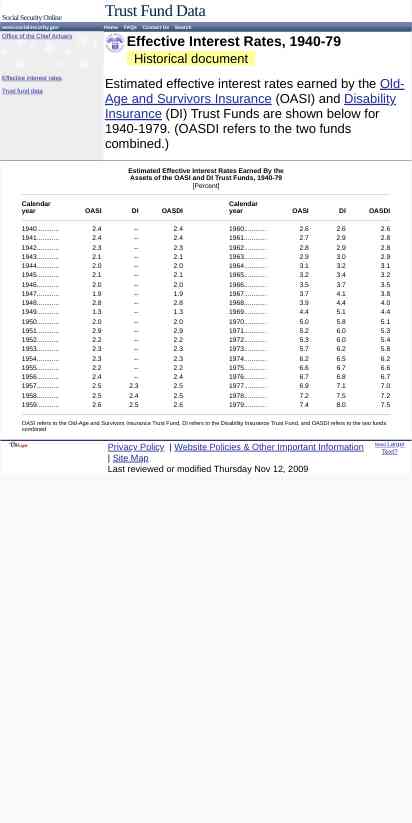 Trust Fund Data
Social Security Online
www.socialsecurity.gov Home FAQs Contact Us Search
Office of the Chief Actuary
Effective interest rates
Trust fund data
Effective Interest Rates, 1940-79
Historical document
Estimated effective interest rates earned by the Old-
Age and Survivors Insurance (OASI) and Disability
Insurance (DI) Trust Funds are shown below for
1940-1979. (OASDI refers to the two funds
combined.)
Estimated Effective Interest Rates Earned By the
Assets of the OASI and DI Trust Funds, 1940-79
[Percent]
Calendar year OASI DI OASDI Calendar year OASI DI OASDI
1940........... 2.4 -- 2.4 1960........... 2.6 2.6 2.6
1941........... 2.4 -- 2.4 1961........... 2.7 2.9 2.8
1942........... 2.3 -- 2.3 1962........... 2.8 2.9 2.8
1943........... 2.1 -- 2.1 1963........... 2.9 3.0 2.9
1944........... 2.0 -- 2.0 1964........... 3.1 3.2 3.1
1945........... 2.1 -- 2.1 1965........... 3.2 3.4 3.2
1946........... 2.0 -- 2.0 1966........... 3.5 3.7 3.5
1947........... 1.9 -- 1.9 1967........... 3.7 4.1 3.8
1948........... 2.8 -- 2.8 1968........... 3.9 4.4 4.0
1949........... 1.3 -- 1.3 1969........... 4.4 5.1 4.4
1950........... 2.0 -- 2.0 1970........... 5.0 5.8 5.1
1951........... 2.9 -- 2.9 1971........... 5.2 6.0 5.3
1952........... 2.2 -- 2.2 1972........... 5.3 6.0 5.4
1953........... 2.3 -- 2.3 1973........... 5.7 6.2 5.8
1954........... 2.3 -- 2.3 1974........... 6.2 6.5 6.2
1955........... 2.2 -- 2.2 1975........... 6.6 6.7 6.6
1956........... 2.4 -- 2.4 1976........... 6.7 6.8 6.7
1957........... 2.5 2.3 2.5 1977........... 6.9 7.1 7.0
1958........... 2.5 2.4 2.5 1978........... 7.2 7.5 7.2
1959........... 2.6 2.5 2.6 1979........... 7.4 8.0 7.5
OASI refers to the Old-Age and Survivors Insurance Trust Fund, DI refers to the Disability Insurance Trust Fund, and OASDI refers to the two funds
combined
Privacy Policy | Website Policies & Other Important Information
| Site Map
Last reviewed or modified Thursday Nov 12, 2009
Need Larger
Text?